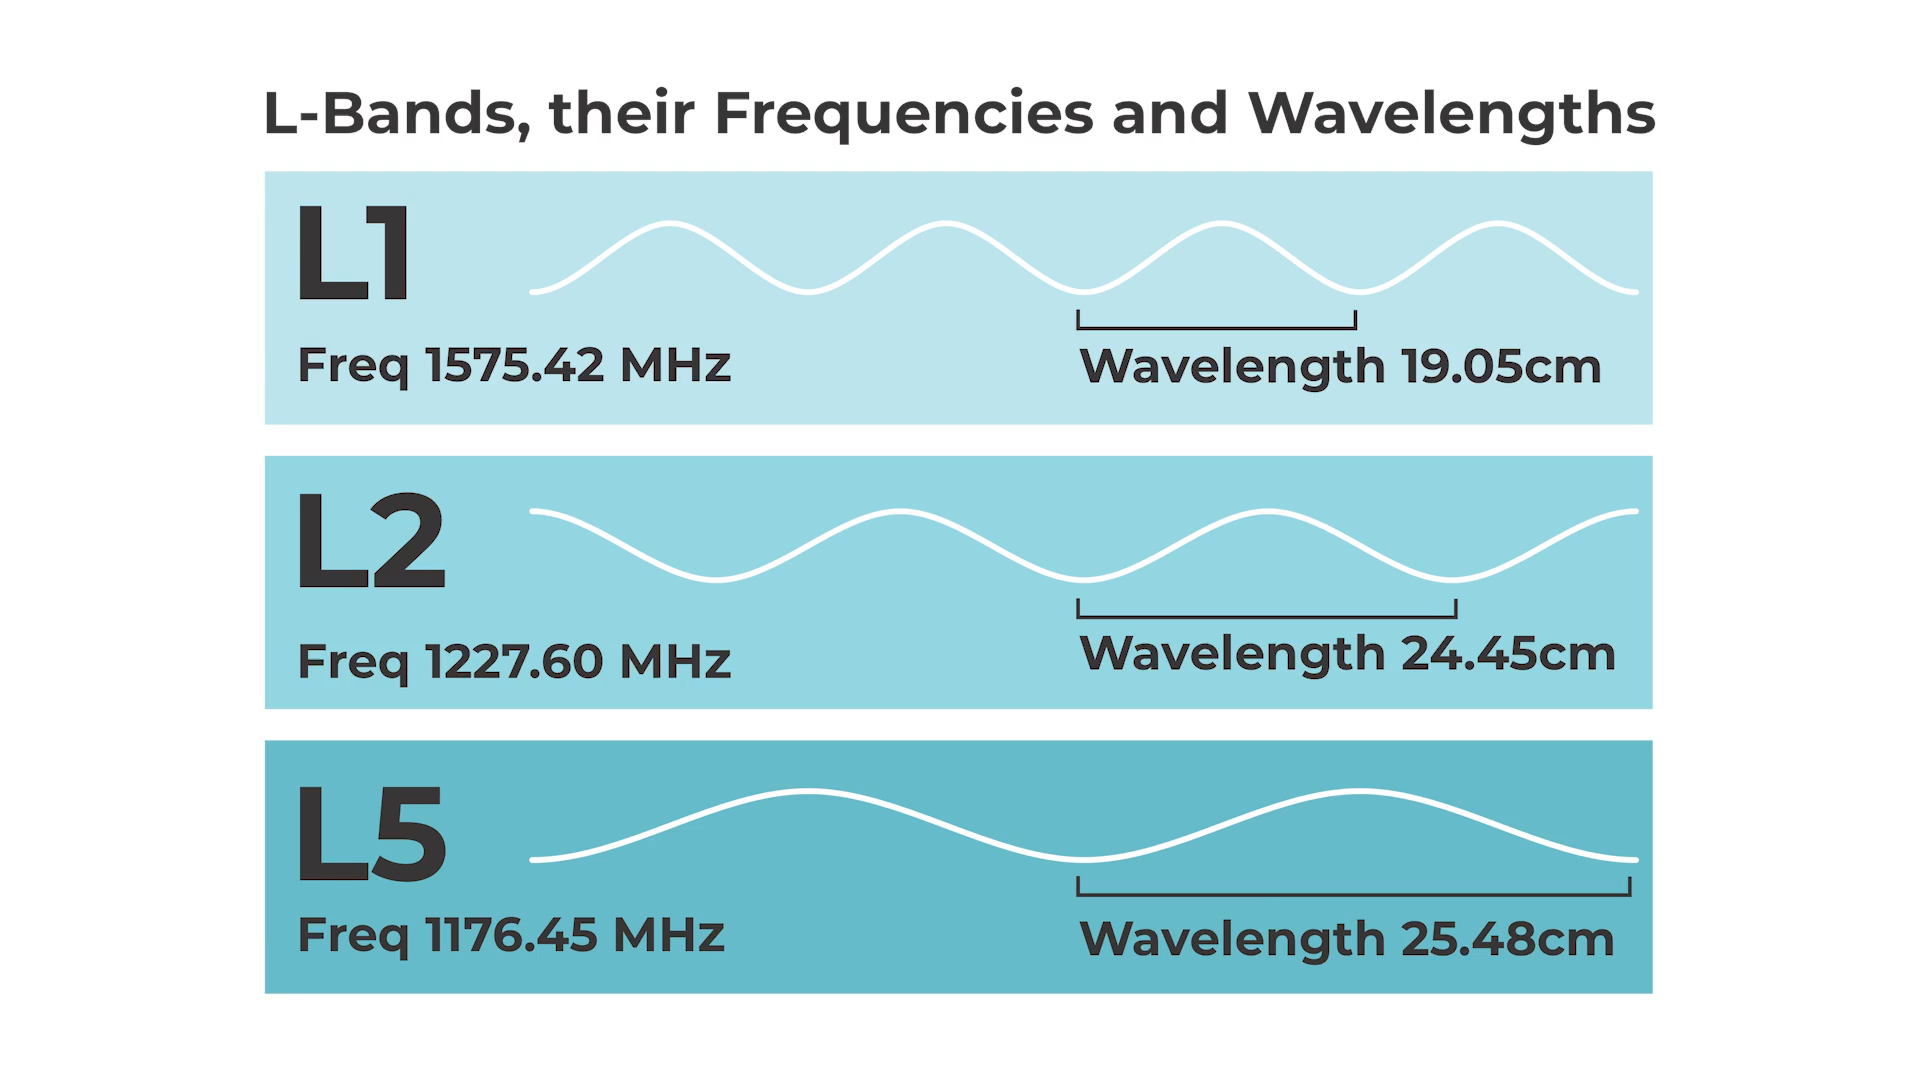 L-Bands, their Frequencies and Wavelengths
L1
Freq 1575.42 MHz
Wavelength 19.05cm
L2
Freq 1227.60 MHz
Wavelength 24.45cm
L5
Freq 1176.45 MHz
Wavelength 25.48cm